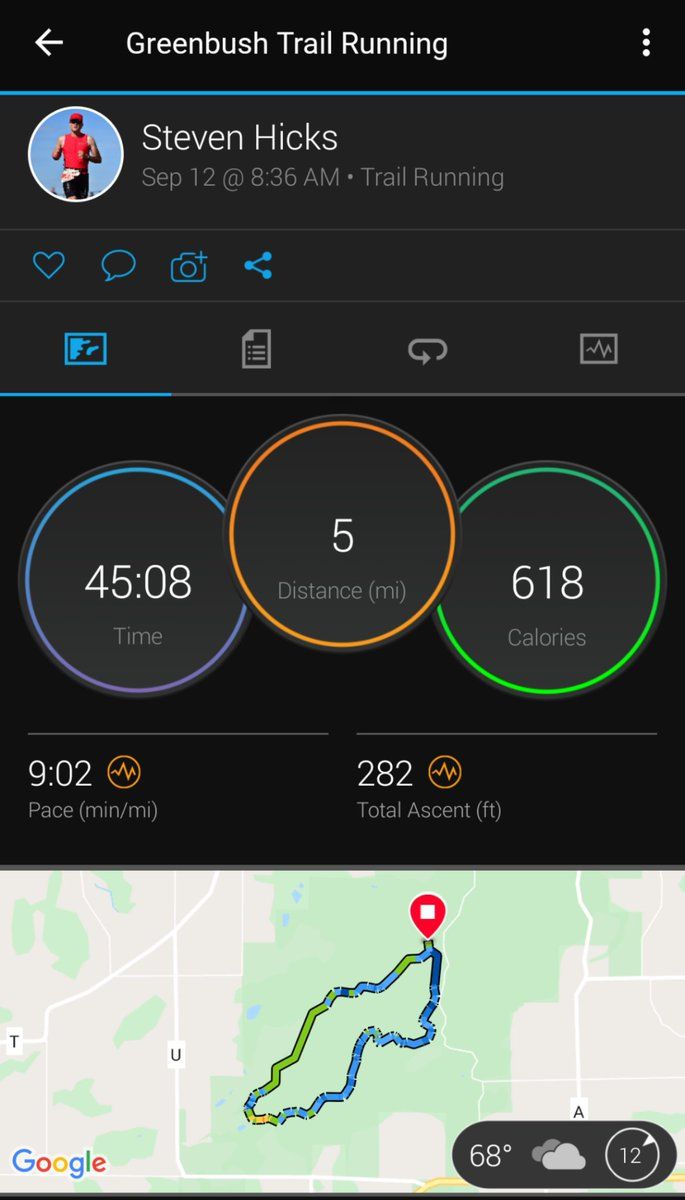 Greenbush Trail Running
Steven Hicks
Sep 12 @ 8:36 AM • Trail Running
45:08
Time
5
Distance (mi)
618
Calories
9:02
Pace (min/mi)
282
Total Ascent (ft)
T
U
A
Google
68°
12